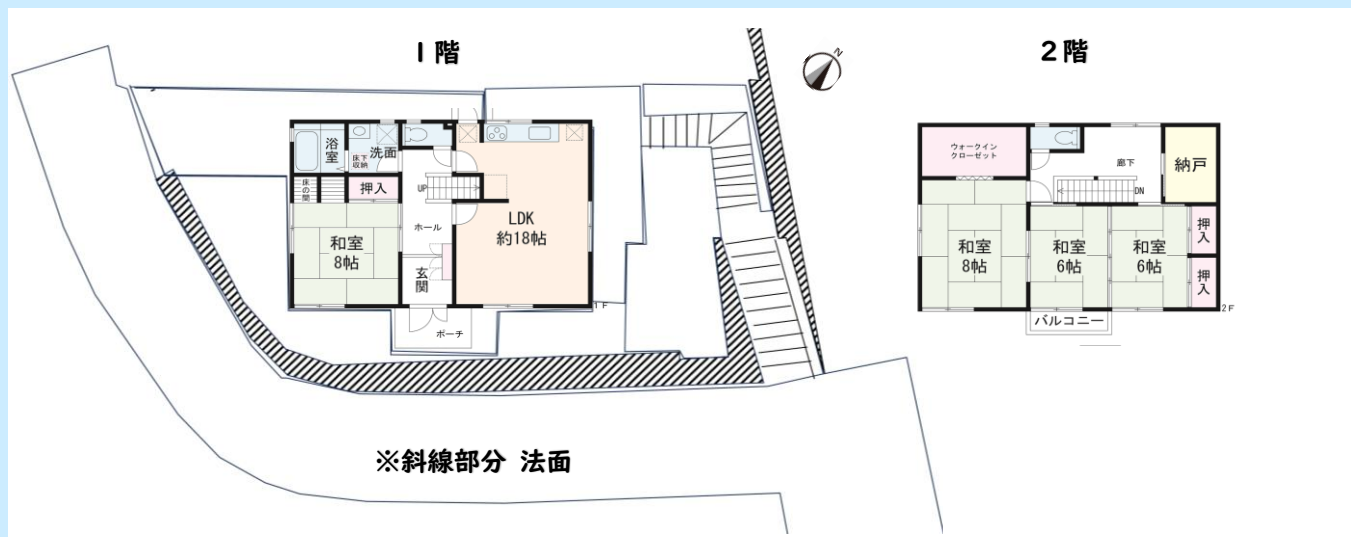 1階
N
浴室
洗面
床下
収納
床の間
押入
UP
ホール
LDK
約18帖
和室
8帖
玄関
ポーチ
1F
※斜線部分 法面
2階
ウォークイン
クローゼット
廊下
納戸
DN
和室
8帖
和室
6帖
和室
6帖
押入
押入
バルコニー
2F